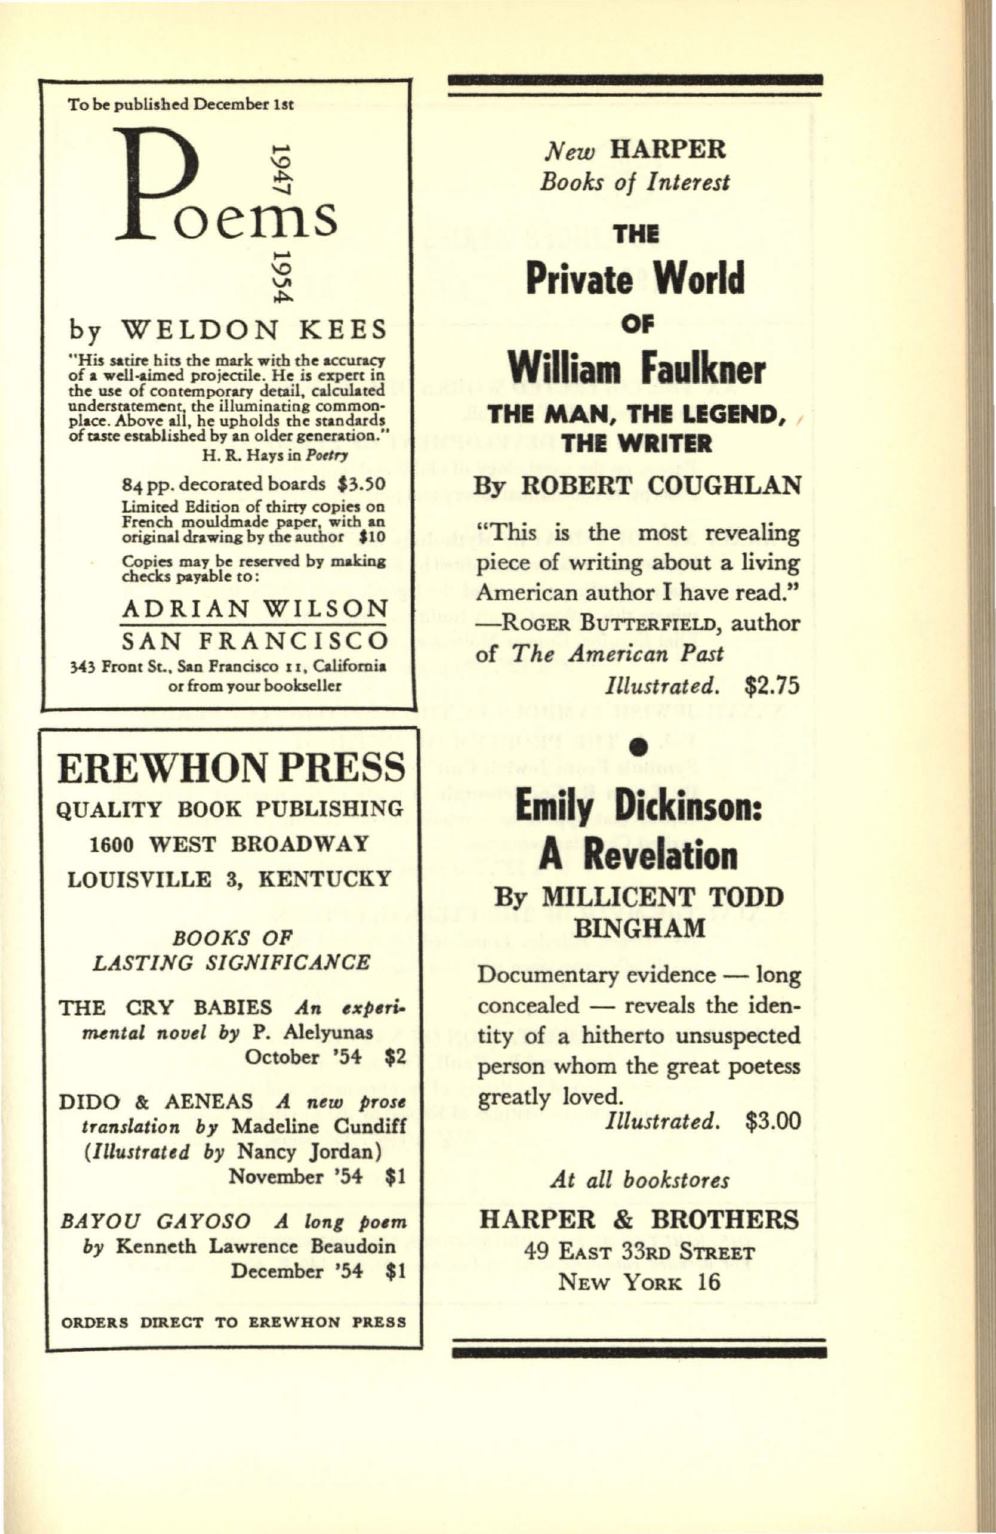 To be published December 1st
Poems
1947
1954
by WELDON KEES
"His satire hits the mark with the accuracy
of a well-aimed projectile. He is expert in
the use of contemporary detail, calculated
understatement, the illuminating common-
place. Above all, he upholds the standards
of taste established by an older generation."
H. R. Hays in Poetry
84 pp. decorated boards $3.50
Limited Edition of thirty copies on
French mouldmade paper, with an
original drawing by the author $10
Copies may be reserved by making
checks payable to:
ADRIAN WILSON
SAN FRANCISCO
343 Front St., San Francisco 11, California
or from your bookseller
EREWHON PRESS
QUALITY BOOK PUBLISHING
1600 WEST BROADWAY
LOUISVILLE 3, KENTUCKY
BOOKS OF
LASTING SIGNIFICANCE
THE CRY BABIES An experi-
mental novel by P. Alelyunas
October '54 $2
DIDO & AENEAS A new prose
translation by Madeline Cundiff
(Illustrated by Nancy Jordan)
November '54 $1
BAYOU GAYOSO A long poem
by Kenneth Lawrence Beaudoin
December '54 $1
ORDERS DIRECT TO EREWHON PRESS
New HARPER
Books of Interest
THE
Private World
OF
William Faulkner
THE MAN, THE LEGEND,
THE WRITER
By ROBERT COUGHLAN
“This is the most revealing
piece of writing about a living
American author I have read.”
—ROGER BUTTERFIELD, author
of The American Past
Illustrated. $2.75
Emily Dickinson:
A Revelation
By MILLICENT TODD
BINGHAM
Documentary evidence — long
concealed — reveals the iden-
tity of a hitherto unsuspected
person whom the great poetess
greatly loved.
Illustrated. $3.00
At all bookstores
HARPER & BROTHERS
49 EAST 33RD STREET
NEW YORK 16